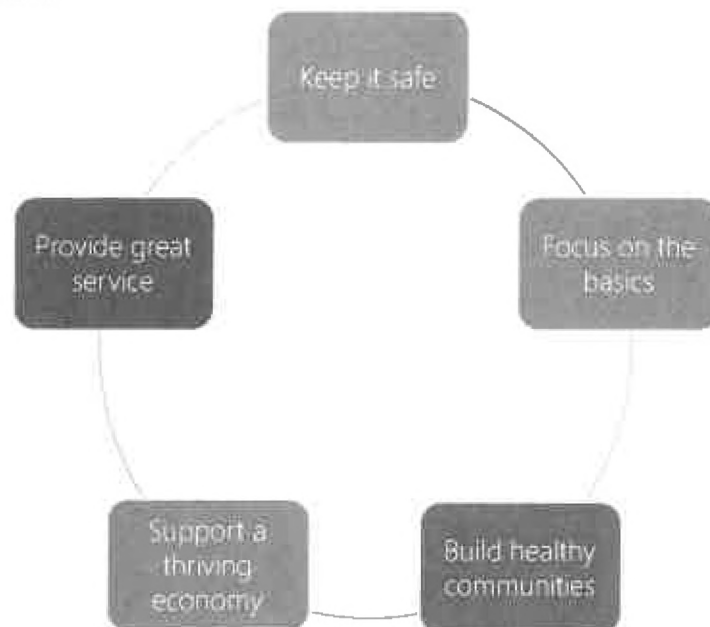 Keep it safe
Focus on the
basics
Build healthy
communities
Support a
thriving
economy
Provide great
service